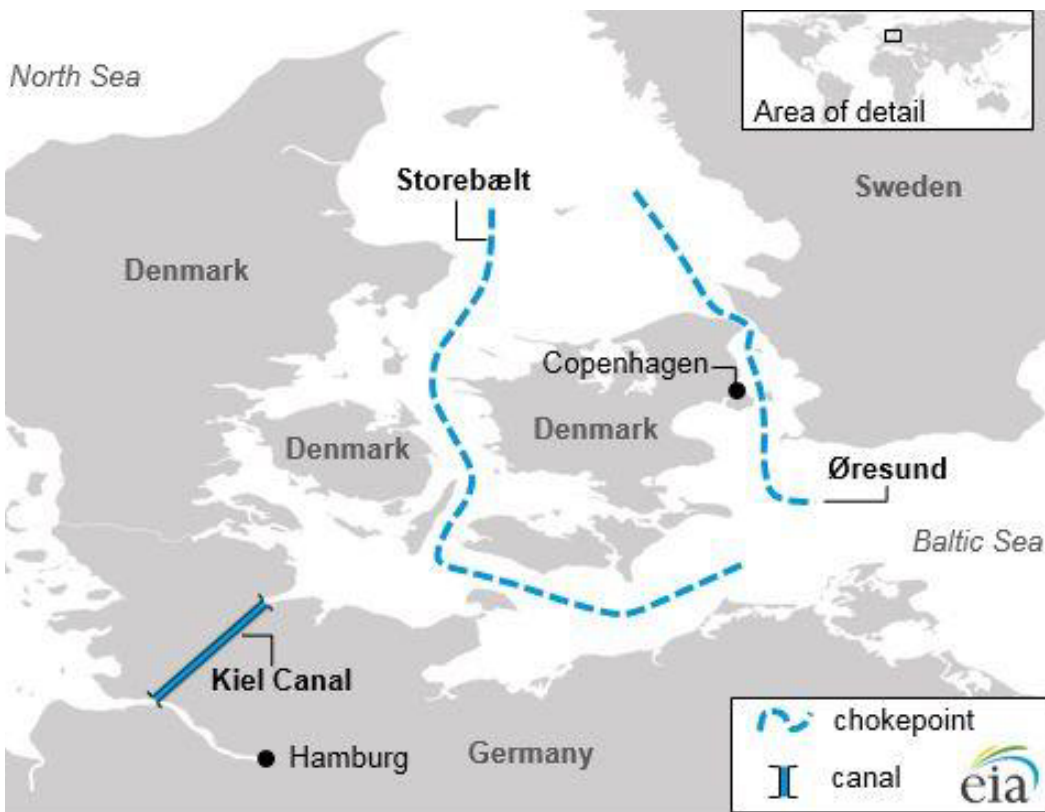 North Sea
Area of detail
Storebælt
Sweden
Denmark
Copenhagen
Denmark
Denmark
Øresund
Baltic Sea
Kiel Canal
chokepoint
Hamburg
Germany
canal
eia